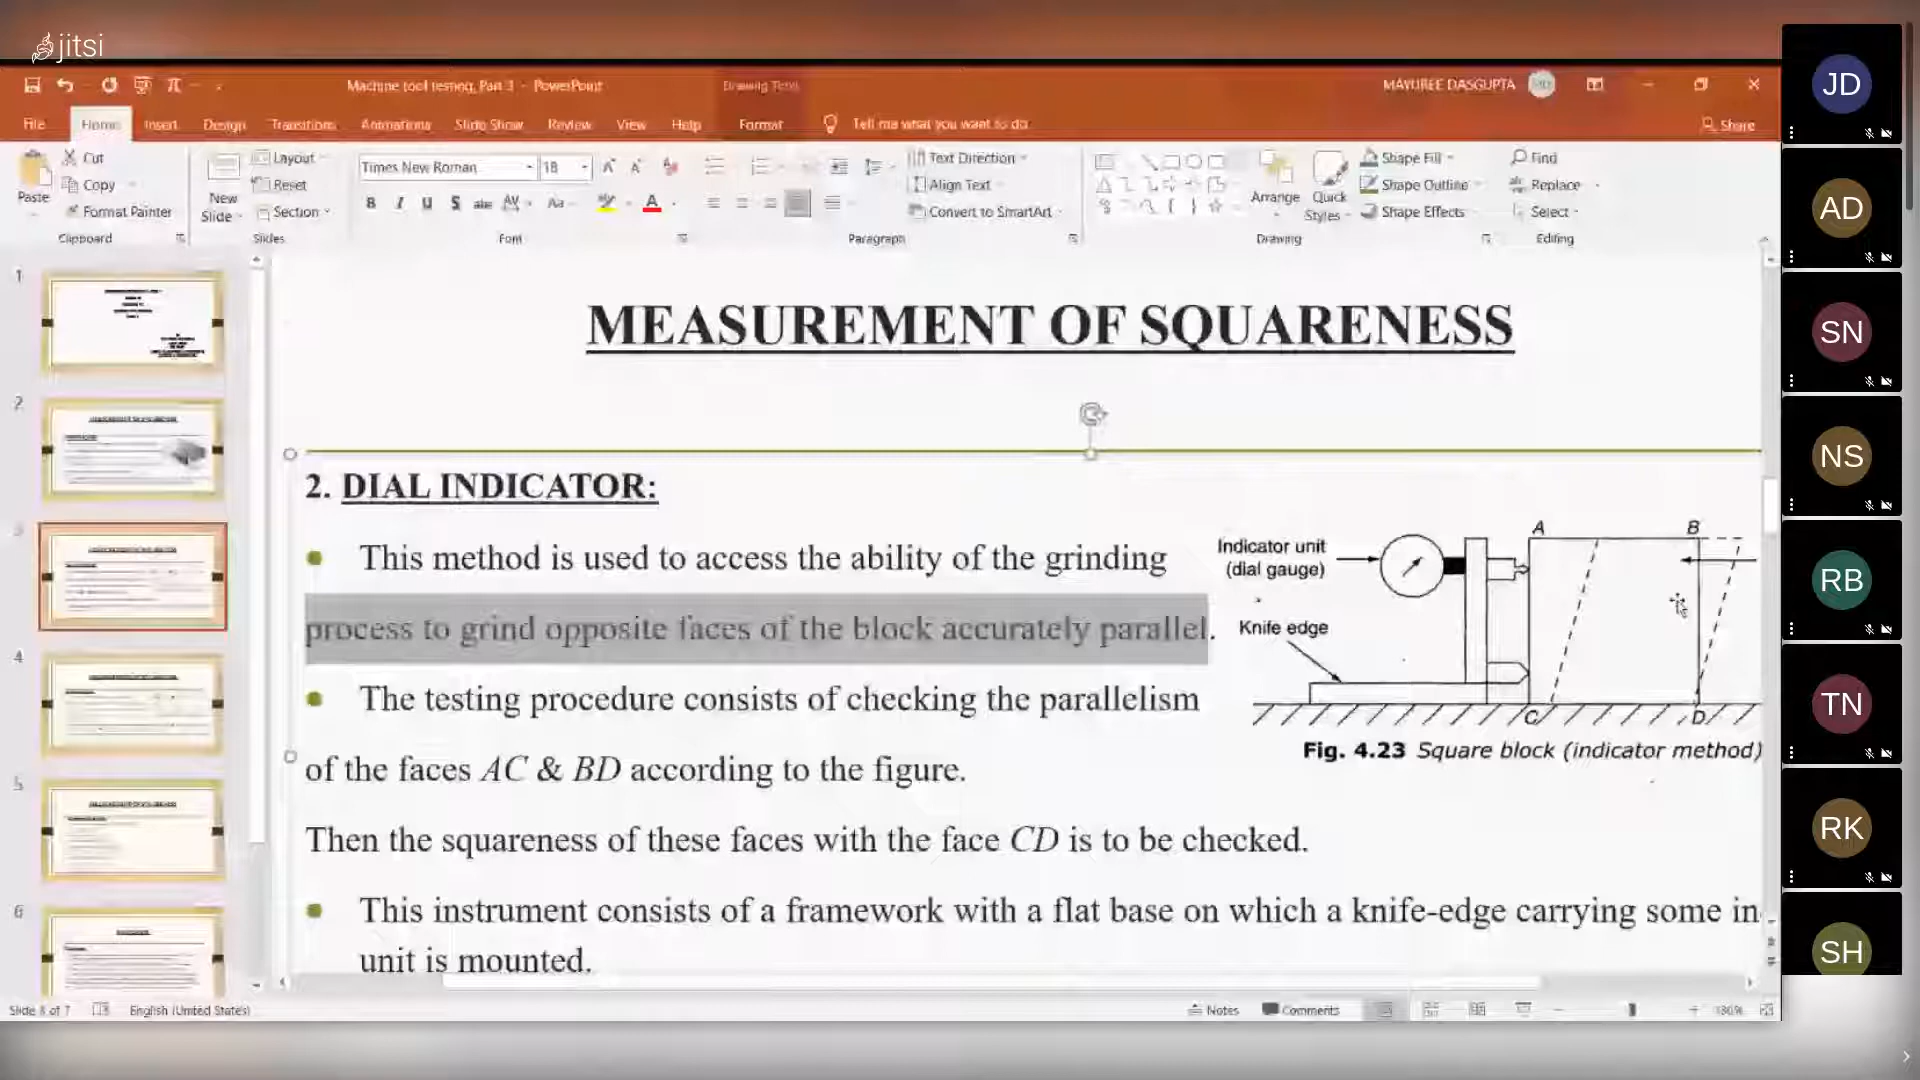 jitsi
Machine tool testing, Part 3 - PowerPoint
Drawing Tools
MAYUREE DASGUPTA
File Home Insert Design Transitions Animations Slide Show Review View Help Format Tell me what you want to do
Share
Paste
Cut
Copy
Format Painter
Clipboard
New
Slide
Layout
Reset
Section
Slides
Times New Roman 18
Font
Text Direction
Align Text
Convert to SmartArt
Paragraph
Arrange
Quick
Styles
Shape Fill
Shape Outline
Shape Effects
Drawing
Find
Replace
Select
Editing
1
2
3
4
5
6
MEASUREMENT OF SQUARENESS
2. DIAL INDICATOR:
This method is used to access the ability of the grinding
process to grind opposite faces of the block accurately parallel.
The testing procedure consists of checking the parallelism
of the faces AC & BD according to the figure.
Then the squareness of these faces with the face CD is to be checked.
This instrument consists of a framework with a flat base on which a knife-edge carrying some in
unit is mounted.
Indicator unit
(dial gauge)
Knife edge
A
B
C
D
Fig. 4.23 Square block (indicator method)
English (United States)
Notes
Comments
JD
AD
SN
NS
RB
TN
RK
SH